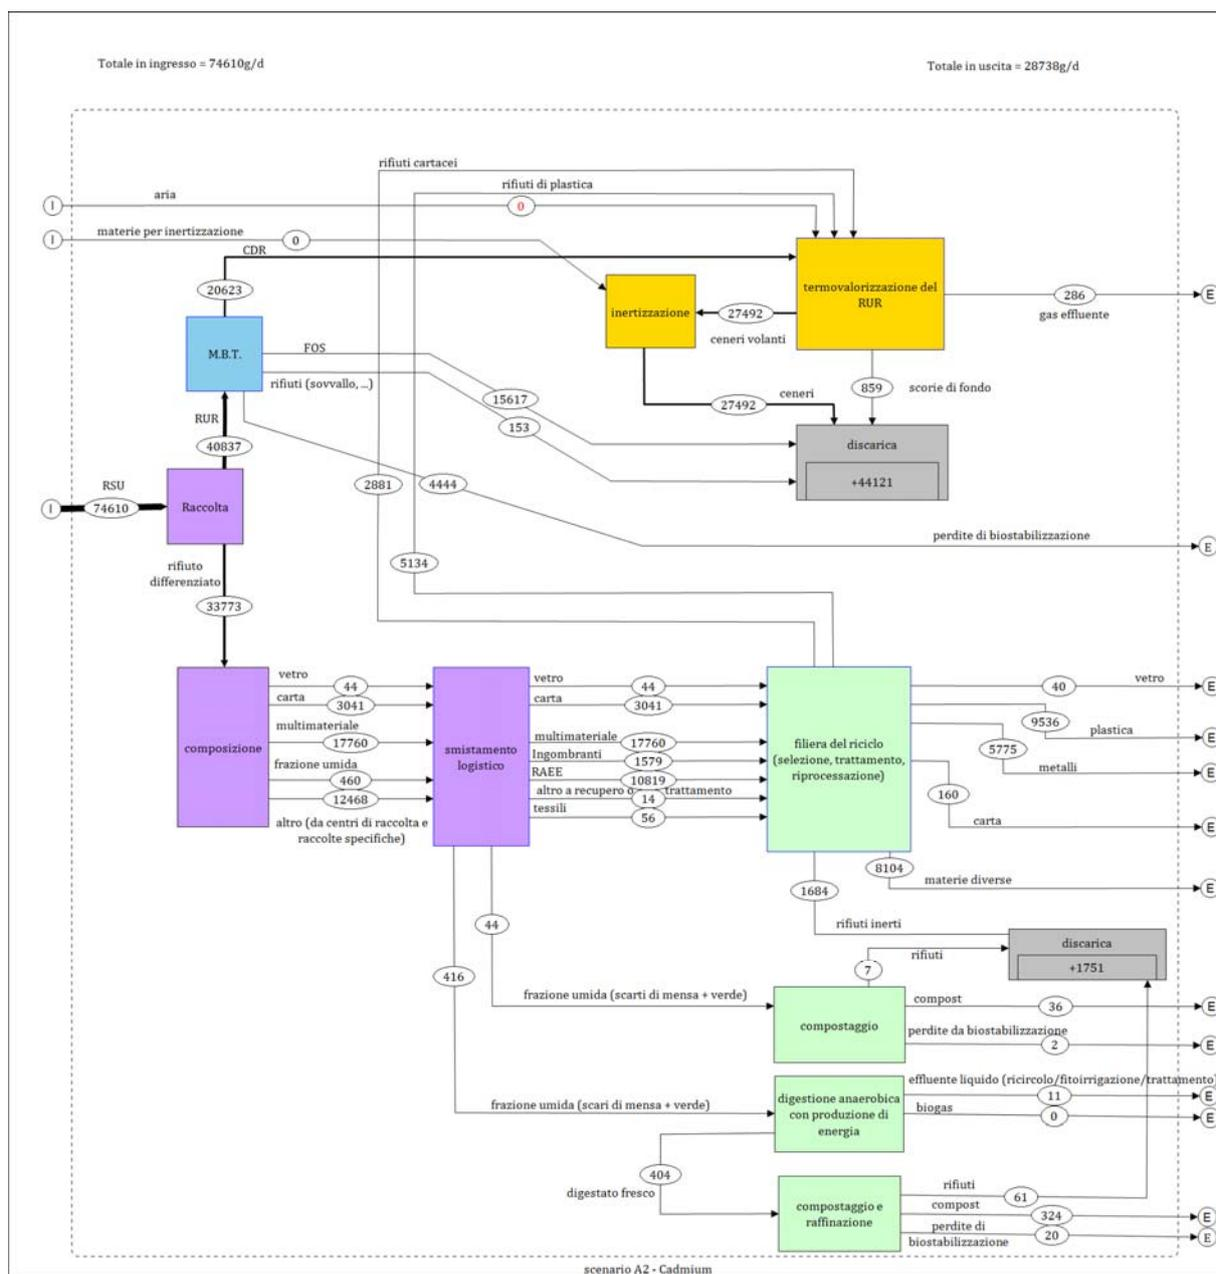 Totale in ingresso = 74610g/d
Totale in uscita = 28738g/d
rifiuti cartacei
rifiuti di plastica
I
aria
0
I
materie per inertizzazione
0
CDR
20623
termovalorizzazione del
RUR
286
gas effluente
E
inertizzazione
27492
ceneri volanti
M.B.T.
FOS
rifiuti (sovvallo, ...)
15617
153
ceneri
27492
859
scorie di fondo
RUR
40837
discarica
+44121
RSU
I
74610
Raccolta
2881
4444
perdite di biostabilizzazione
E
5134
rifiuto
differenziato
33773
composizione
vetro
44
carta
3041
multimateriale
17760
frazione umida
460
12468
altro (da centri di raccolta e
raccolte specifiche)
smistamento
logistico
vetro
44
carta
3041
multimateriale
17760
Ingombranti
1579
RAEE
10819
altro a recupero o trattamento
14
tessili
56
filiera del riciclo
(selezione, trattamento,
riprocessazione)
40
vetro
E
9536
plastica
E
5775
metalli
E
160
carta
E
8104
materie diverse
E
1684
rifiuti inerti
discarica
+1751
44
416
rifiuti
7
frazione umida (scarti di mensa + verde)
compostaggio
compost
36
E
perdite da biostabilizzazione
2
E
frazione umida (scari di mensa + verde)
digestione anaerobica
con produzione di
energia
effluente liquido (ricircolo/fitoirrigazione/trattamento)
11
E
biogas
0
E
404
digestato fresco
compostaggio e
raffinazione
rifiuti
61
compost
324
E
perdite di
biostabilizzazione
20
E
scenario A2 - Cadmium